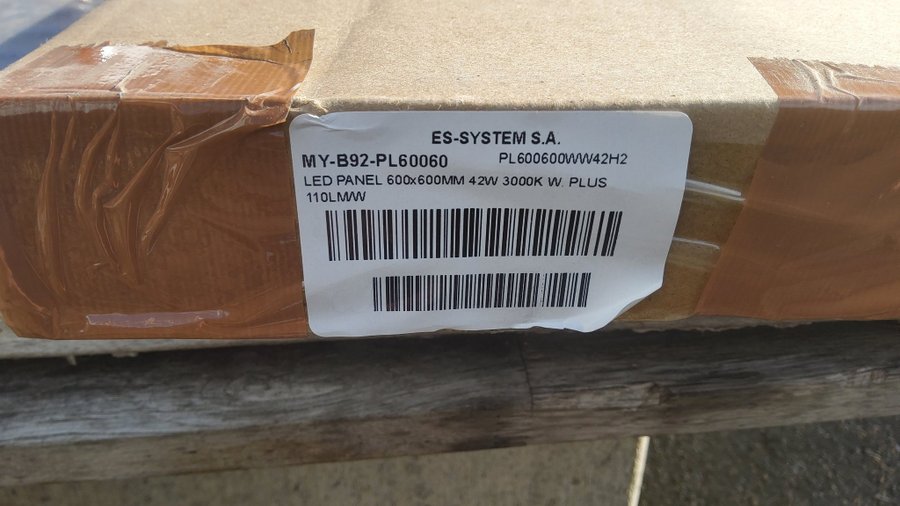 ES-SYSTEM S.A.
MY-B92-PL60060 PL600600WW42H2
LED PANEL 600x600MM 42W 3000K W. PLUS
110LM/W